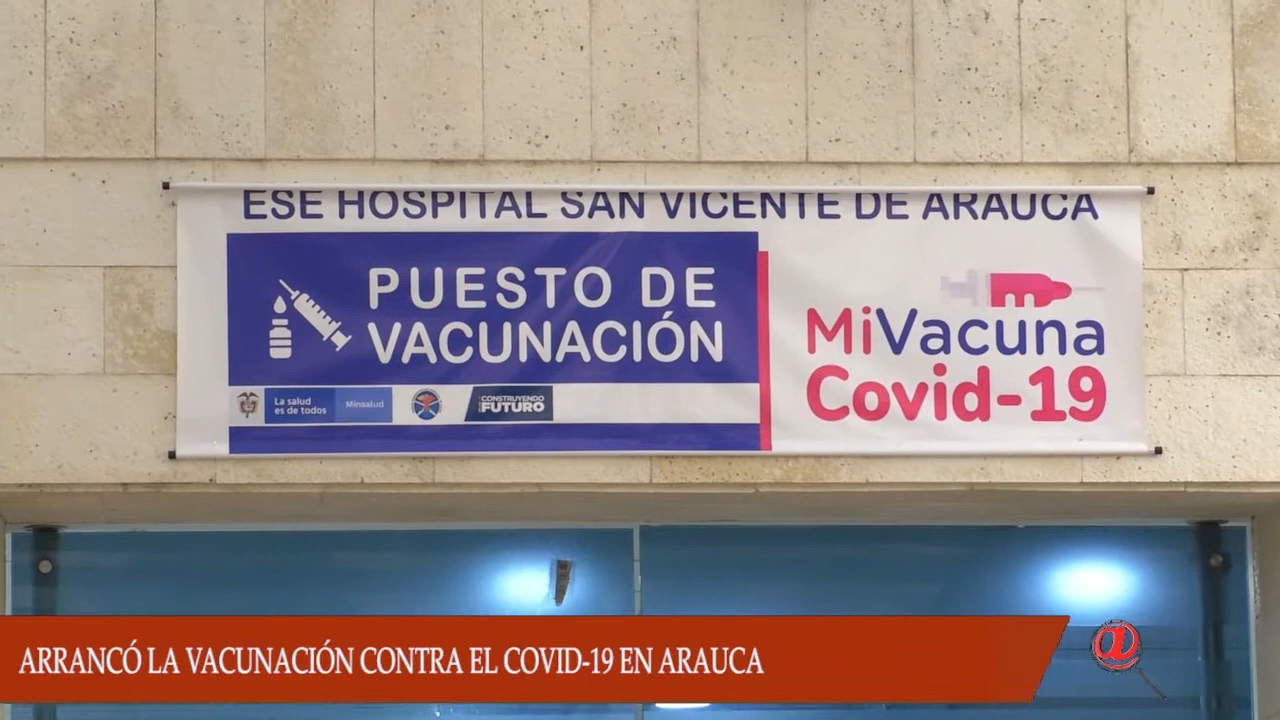 ESE HOSPITAL SAN VICENTE DE ARAUCA
PUESTO DE
VACUNACIÓN
MiVacuna
Covid-19
La salud
es de todos
Minsalud
CONSTRUYENDO
FUTURO
ARRANCÓ LA VACUNACIÓN CONTRA EL COVID-19 EN ARAUCA
@